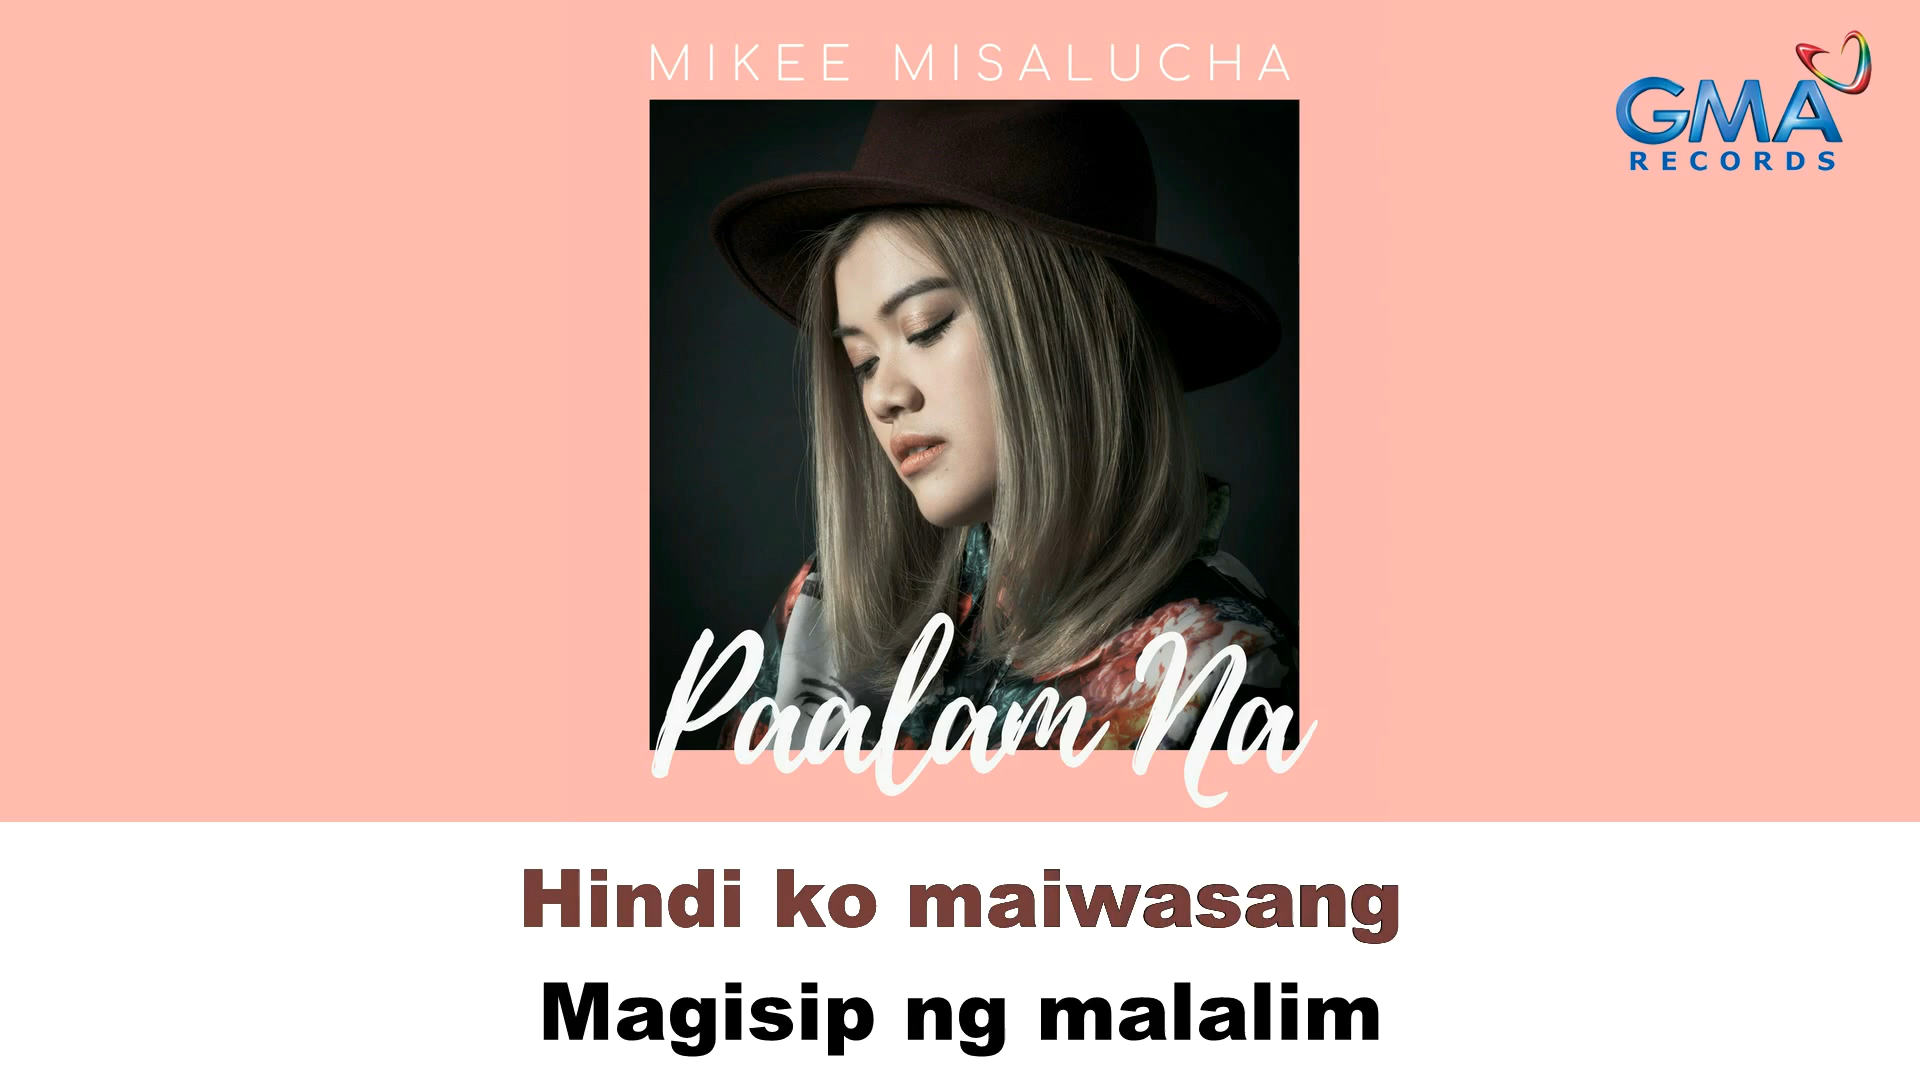 MIKEE MISALUCHA
GMA
RECORDS
Paalam Na
Hindi ko maiwasang
Magisip ng malalim